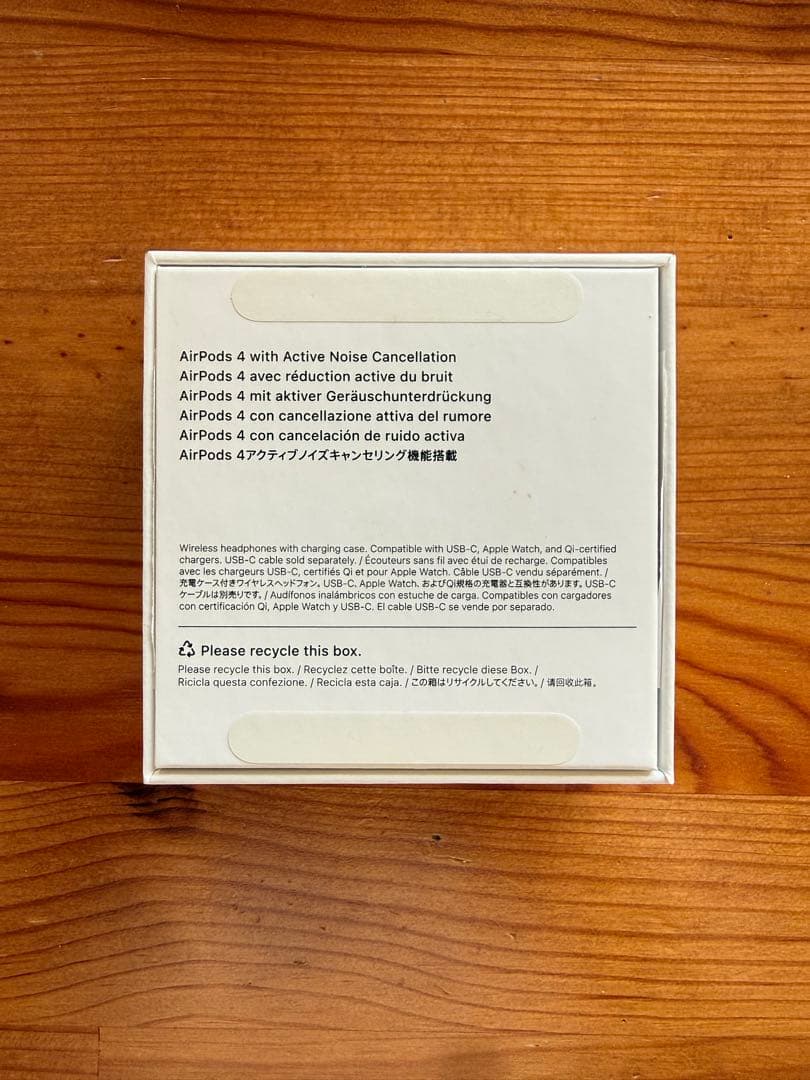 AirPods 4 with Active Noise Cancellation
AirPods 4 avec réduction active du bruit
AirPods 4 mit aktiver Geräuschunterdrückung
AirPods 4 con cancellazione attiva del rumore
AirPods 4 con cancelación de ruido activa
AirPods 4アクティブノイズキャンセリング機能搭載
Wireless headphones with charging case. Compatible with USB-C, Apple Watch, and Qi-certified
chargers. USB-C cable sold separately. / Écouteurs sans fil avec étui de recharge. Compatibles
avec les chargeurs USB-C, certifiés Qi et pour Apple Watch. Câble USB-C vendu séparément. /
充電ケース付きワイヤレスヘッドフォン。USB-C、Apple Watch、およびQi規格の充電器と互換性があります。USB-C
ケーブルは別売りです。/ Audífonos inalámbricos con estuche de carga. Compatibles con cargadores
con certificación Qi, Apple Watch y USB-C. El cable USB-C se vende por separado.
Please recycle this box.
Please recycle this box. / Recyclez cette boîte. / Bitte recycle diese Box. /
Ricicla questa confezione. / Recicla esta caja. / この箱はリサイクルしてください。/ 请回收此箱。